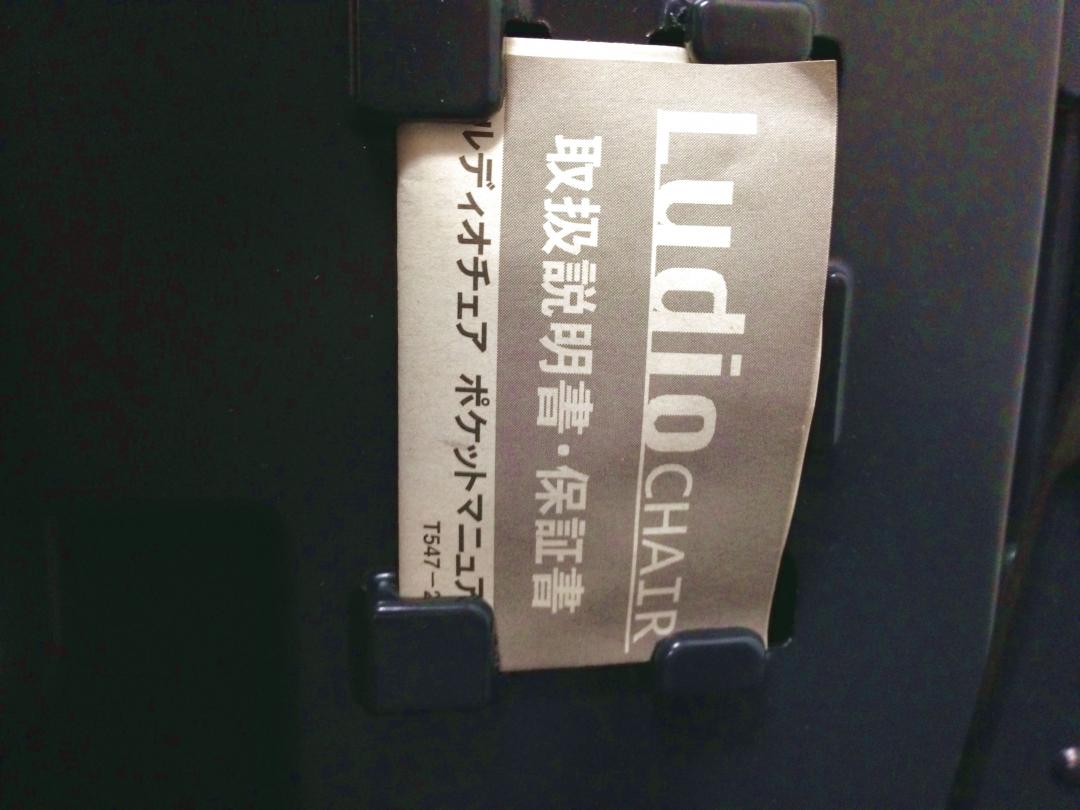 Ludio CHAIR
取扱説明書・保証書
ルディオチェア ポケットマニュア
T547-2